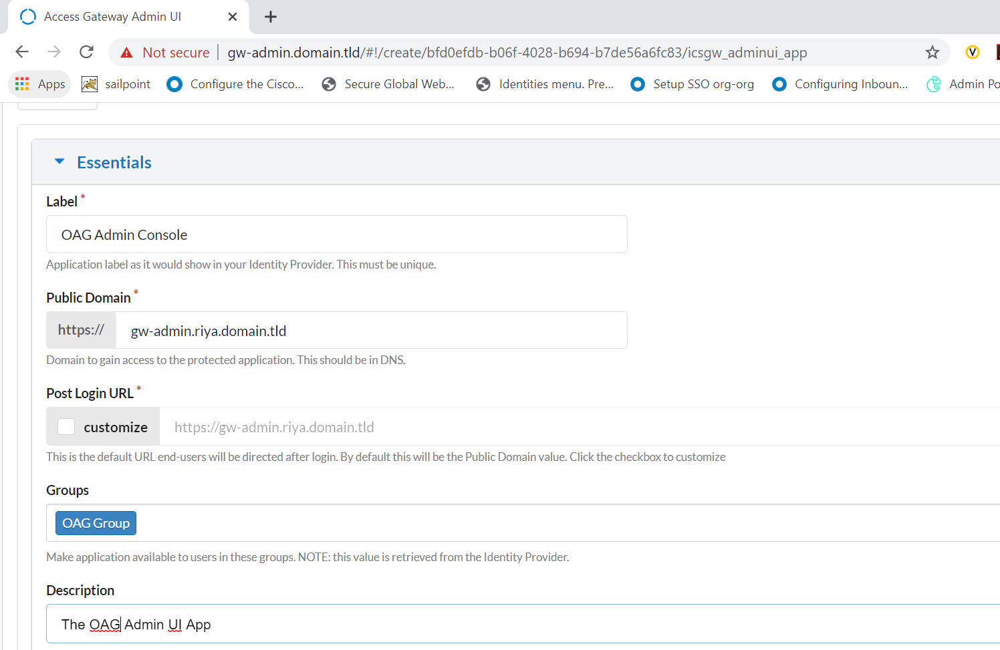 Access Gateway Admin UI
Not secure gw-admin.domain.tld/#!/create/bfd0efdb-b06f-4028-b694-b7de56a6fc83/icsgw_adminui_app
Apps sailpoint Configure the Cisco... Secure Global Web... Identities menu. Pre... Setup SSO org-org Configuring Inboun... Admin Po
Essentials
Label *
OAG Admin Console
Application label as it would show in your Identity Provider. This must be unique.
Public Domain *
https:// gw-admin.riya.domain.tld
Domain to gain access to the protected application. This should be in DNS.
Post Login URL *
customize https://gw-admin.riya.domain.tld
This is the default URL end-users will be directed after login. By default this will be the Public Domain value. Click the checkbox to customize
Groups
OAG Group
Make application available to users in these groups. NOTE: this value is retrieved from the Identity Provider.
Description
The OAG Admin UI App